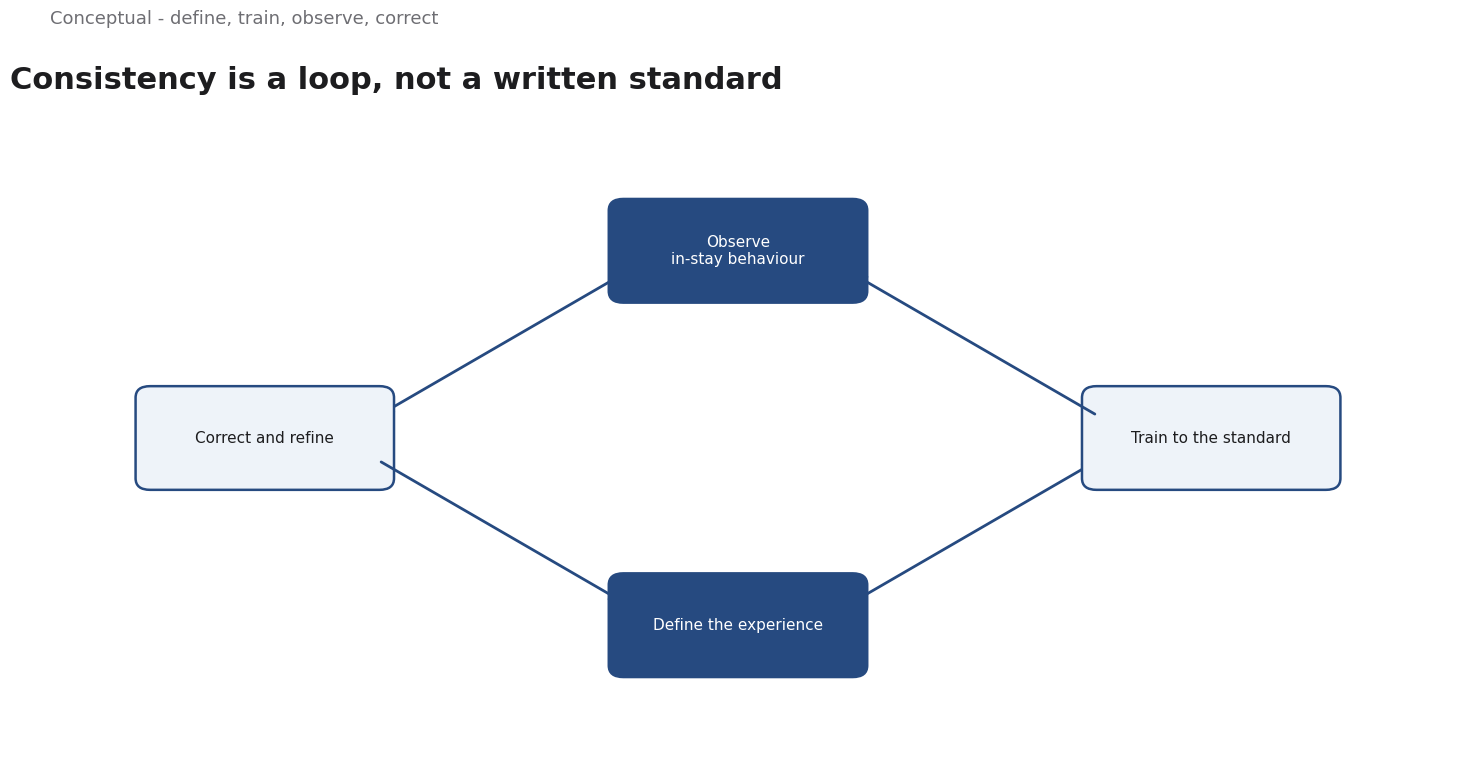 Conceptual - define, train, observe, correct
Consistency is a loop, not a written standard
Observe
in-stay behaviour
Correct and refine
Train to the standard
Define the experience